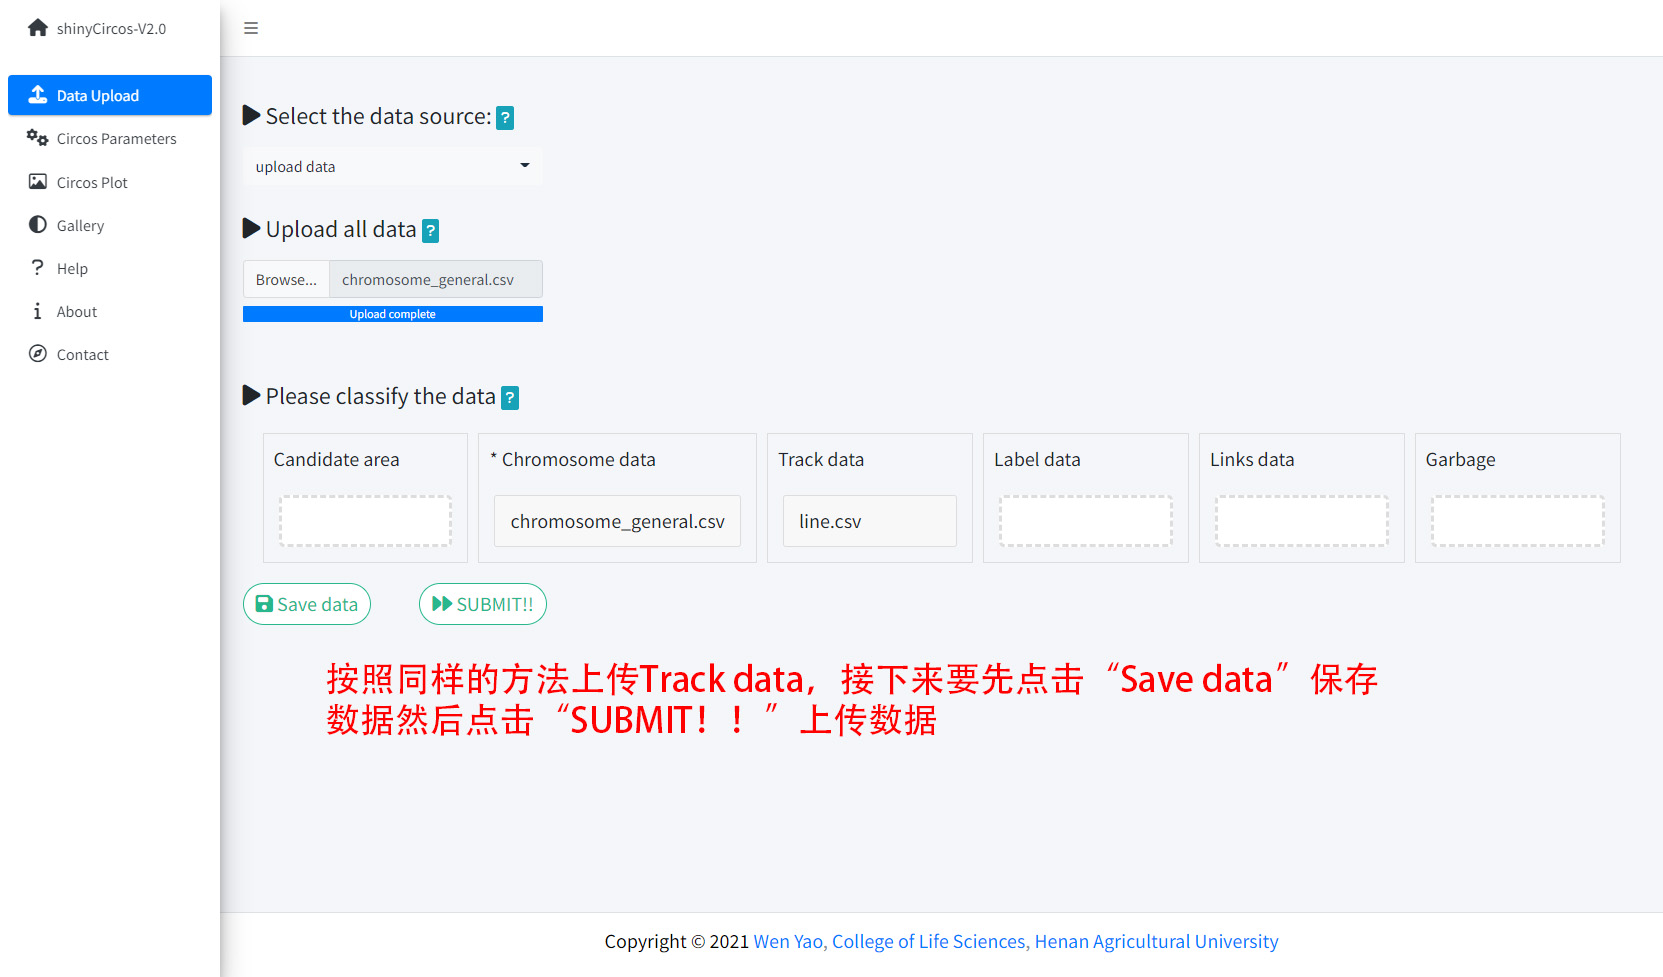 shinyCircos-V2.0
Data Upload
Circos Parameters
Circos Plot
Gallery
Help
About
Contact
Select the data source: ?
upload data
Upload all data ?
Browse... chromosome_general.csv
Upload complete
Please classify the data ?
Candidate area
* Chromosome data
chromosome_general.csv
Track data
line.csv
Label data
Links data
Garbage
Save data
SUBMIT!!
按照同样的方法上传Track data，接下来要先点击“Save data”保存
数据然后点击“SUBMIT！！”上传数据
Copyright © 2021 Wen Yao, College of Life Sciences, Henan Agricultural University